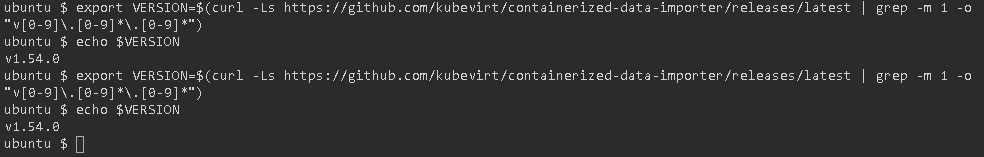 ubuntu $ export VERSION=$(curl -Ls https://github.com/kubevirt/containerized-data-importer/releases/latest | grep -m 1 -o
"v[0-9]\.[0-9]*\.[0-9]*")
ubuntu $ echo $VERSION
v1.54.0
ubuntu $ export VERSION=$(curl -Ls https://github.com/kubevirt/containerized-data-importer/releases/latest | grep -m 1 -o
"v[0-9]\.[0-9]*\.[0-9]*")
ubuntu $ echo $VERSION
v1.54.0
ubuntu $